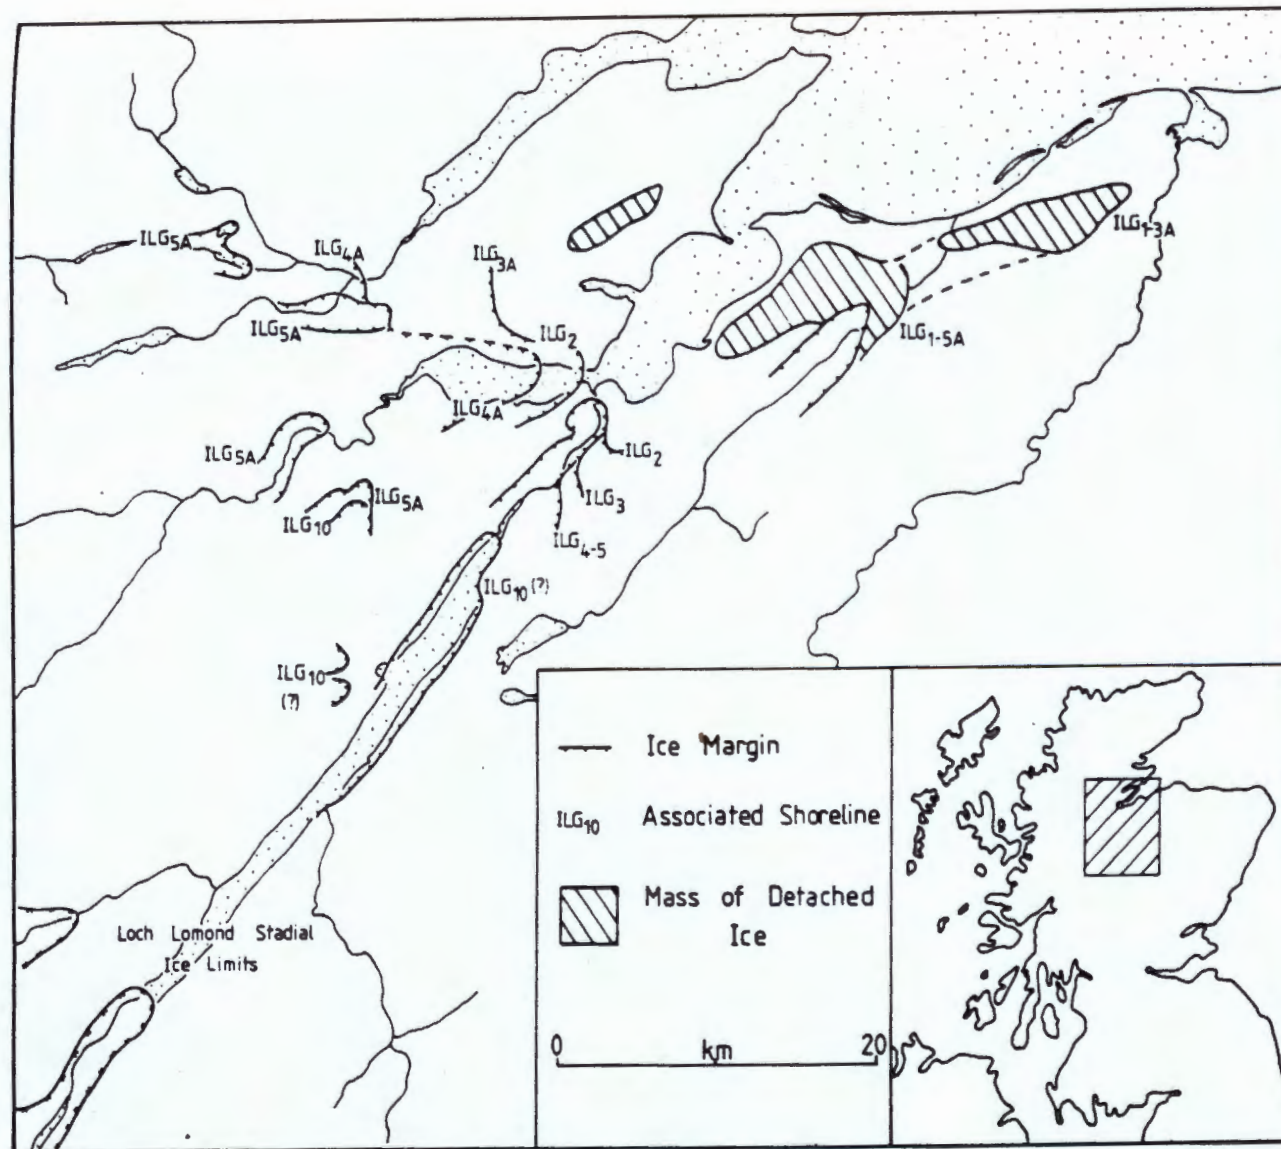 ILG5A
ILG4A
ILG3A
ILG1-3A
ILG5A
ILG2
ILG1-5A
ILG4A
ILG5A
ILG2
ILG5A
ILG3
ILG10
ILG4-5
ILG10(?)
ILG10
(?)
Ice Margin
ILG10 Associated Shoreline
Mass of Detached
Ice
Loch Lomond Stadial
Ice Limits
0 km 20